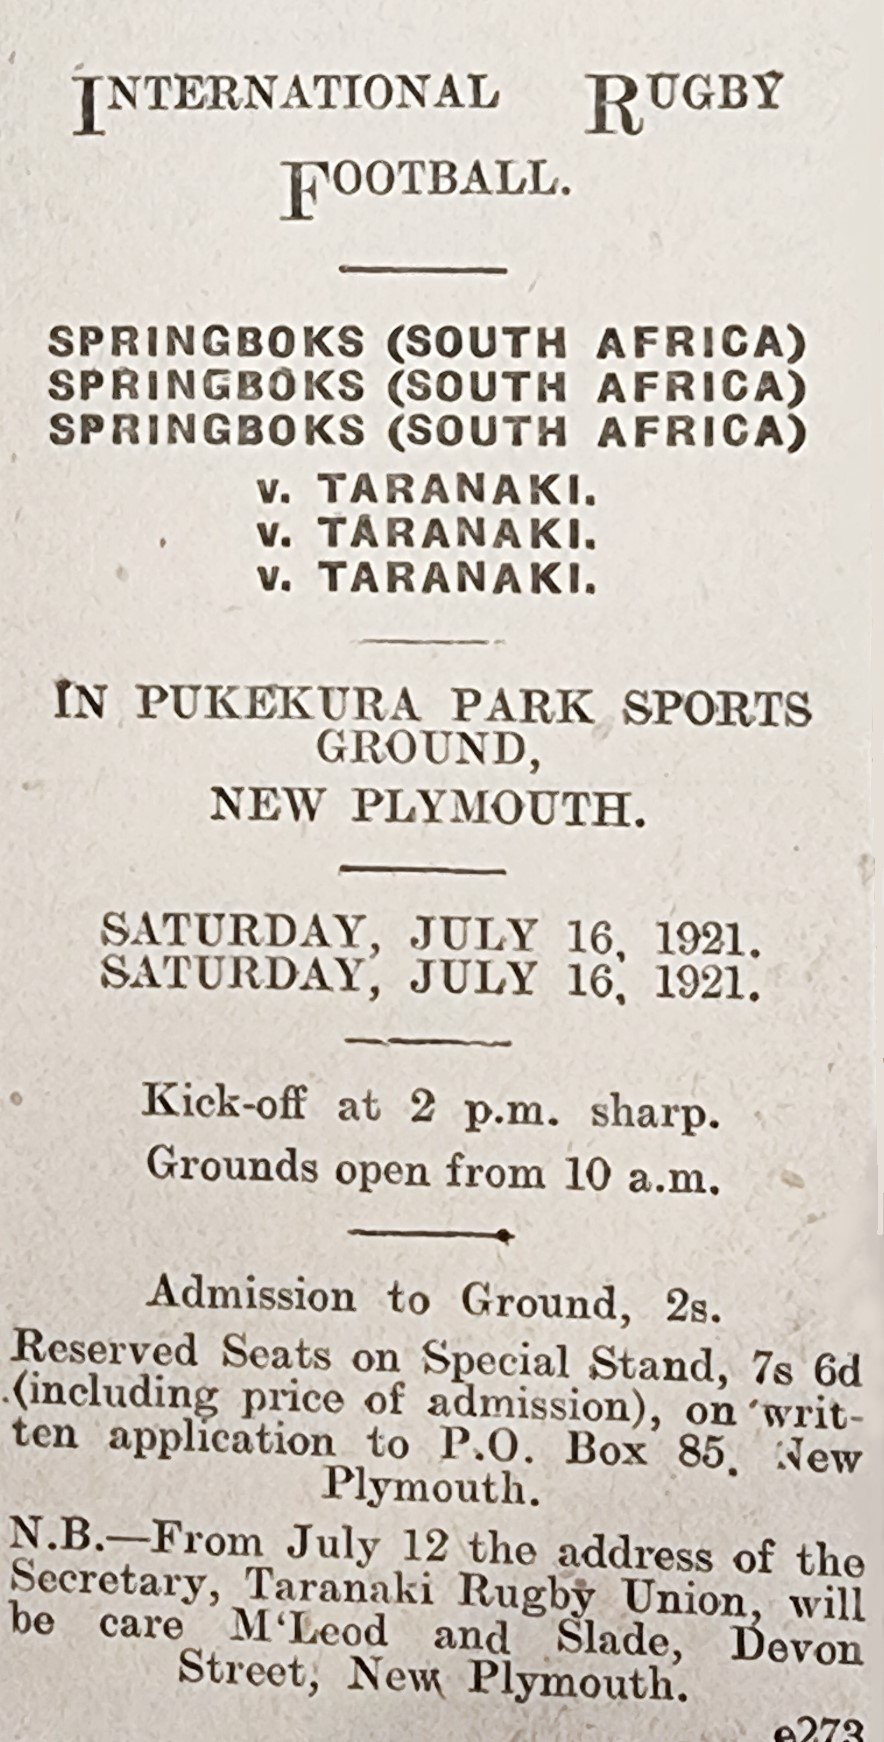 INTERNATIONAL RUGBY
FOOTBALL.
SPRINGBOKS (SOUTH AFRICA)
SPRINGBOKS (SOUTH AFRICA)
SPRINGBOKS (SOUTH AFRICA)
v. TARANAKI.
v. TARANAKI.
v. TARANAKI.
IN PUKEKURA PARK SPORTS
GROUND,
NEW PLYMOUTH.
SATURDAY, JULY 16, 1921.
SATURDAY, JULY 16, 1921.
Kick-off at 2 p.m. sharp.
Grounds open from 10 a.m.
Admission to Ground, 2s.
Reserved Seats on Special Stand, 7s 6d
(including price of admission), on writ-
ten application to P.O. Box 85, New
Plymouth.
N.B.—From July 12 the address of the
Secretary, Taranaki Rugby Union, will
be care M‘Leod and Slade, Devon
Street, New Plymouth.
e273